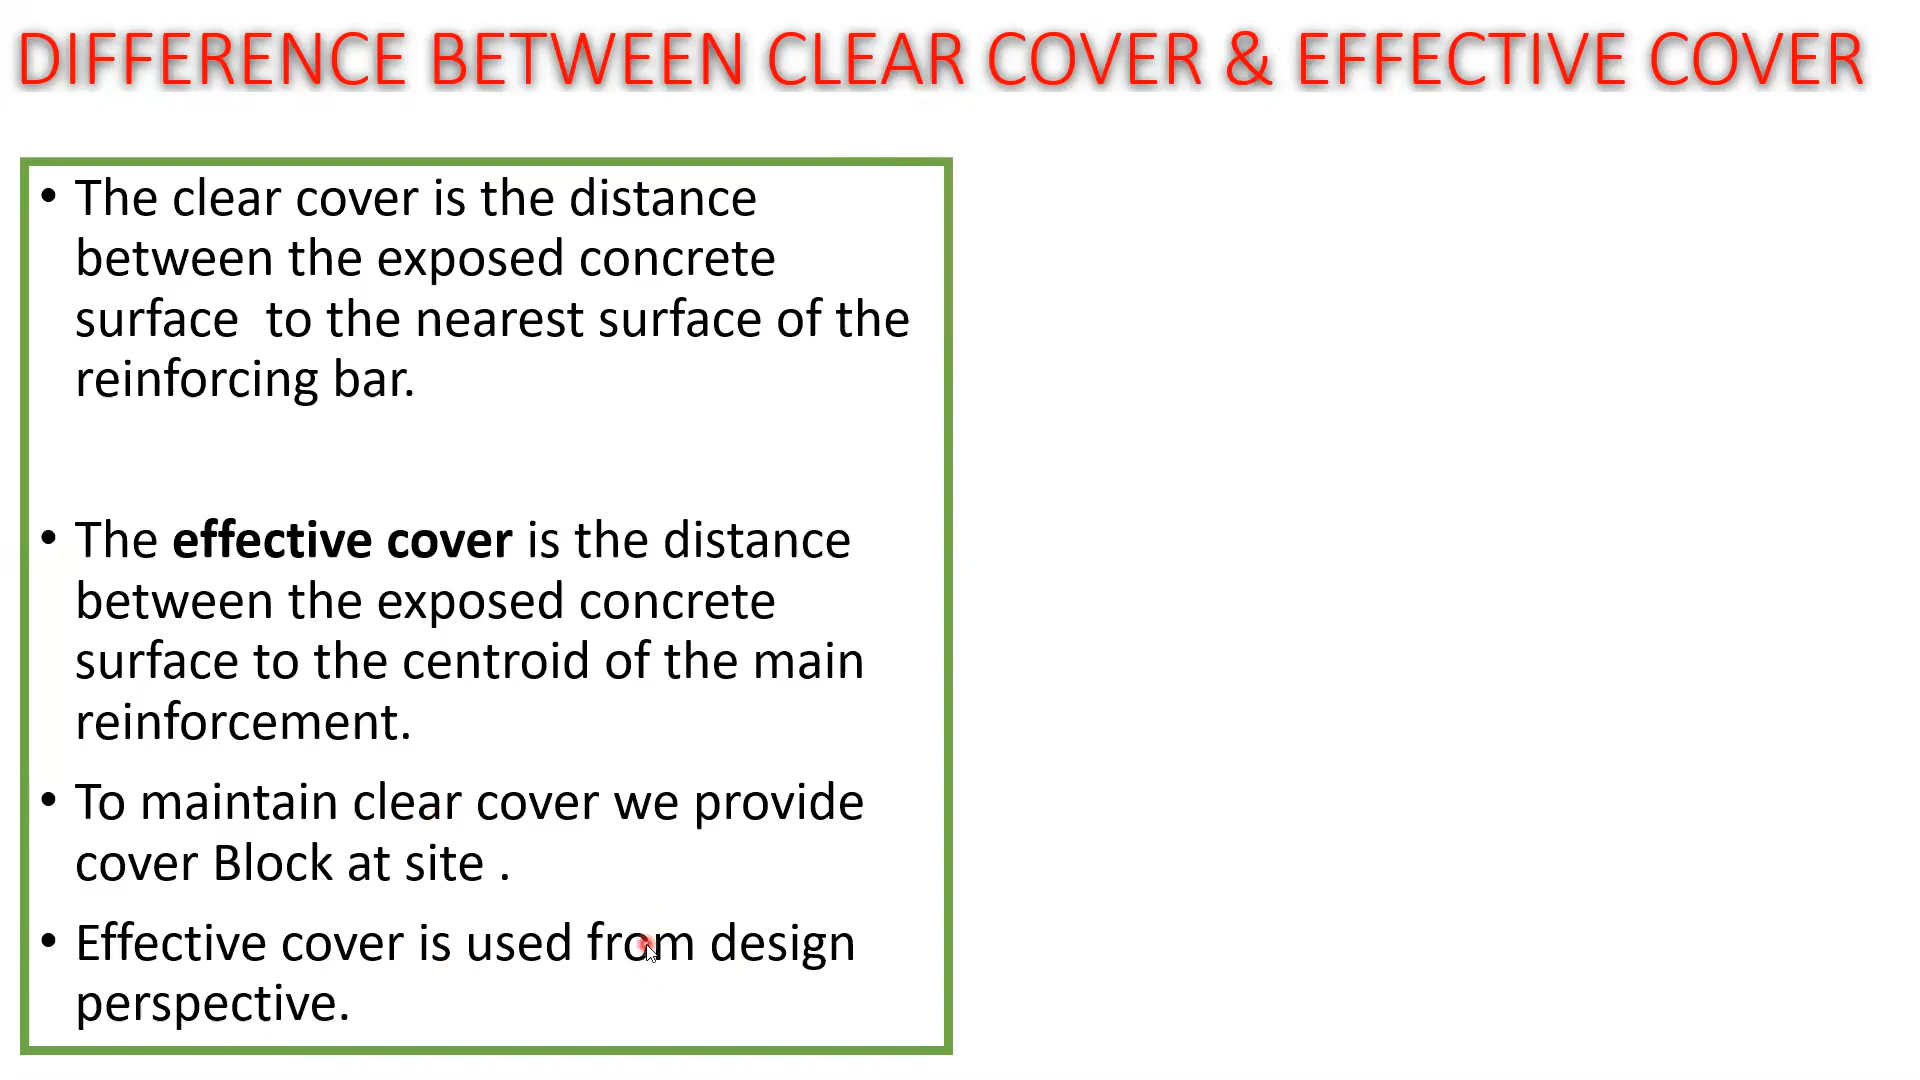 DIFFERENCE BETWEEN CLEAR COVER & EFFECTIVE COVER
• The clear cover is the distance
between the exposed concrete
surface  to the nearest surface of the
reinforcing bar.
• The effective cover is the distance
between the exposed concrete
surface to the centroid of the main
reinforcement.
• To maintain clear cover we provide
cover Block at site .
• Effective cover is used from design
perspective.